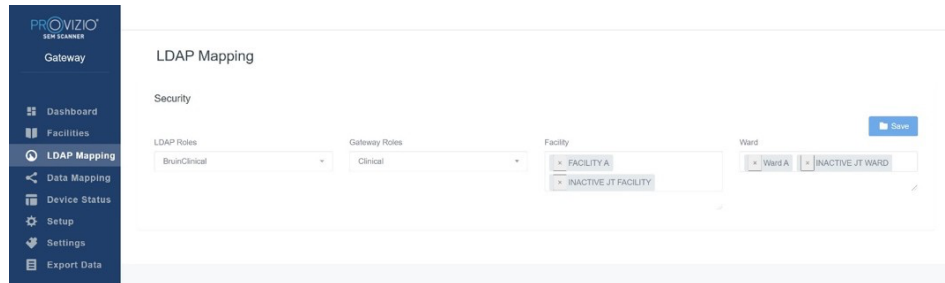 PROVIZIO®
SEM SCANNER
Gateway
Dashboard
Facilities
LDAP Mapping
Data Mapping
Device Status
Setup
Settings
Export Data
LDAP Mapping
Security
Save
LDAP Roles
Gateway Roles
Facility
Ward
BruinClinical
Clinical
× FACILITY A
× INACTIVE JT FACILITY
× Ward A × INACTIVE JT WARD